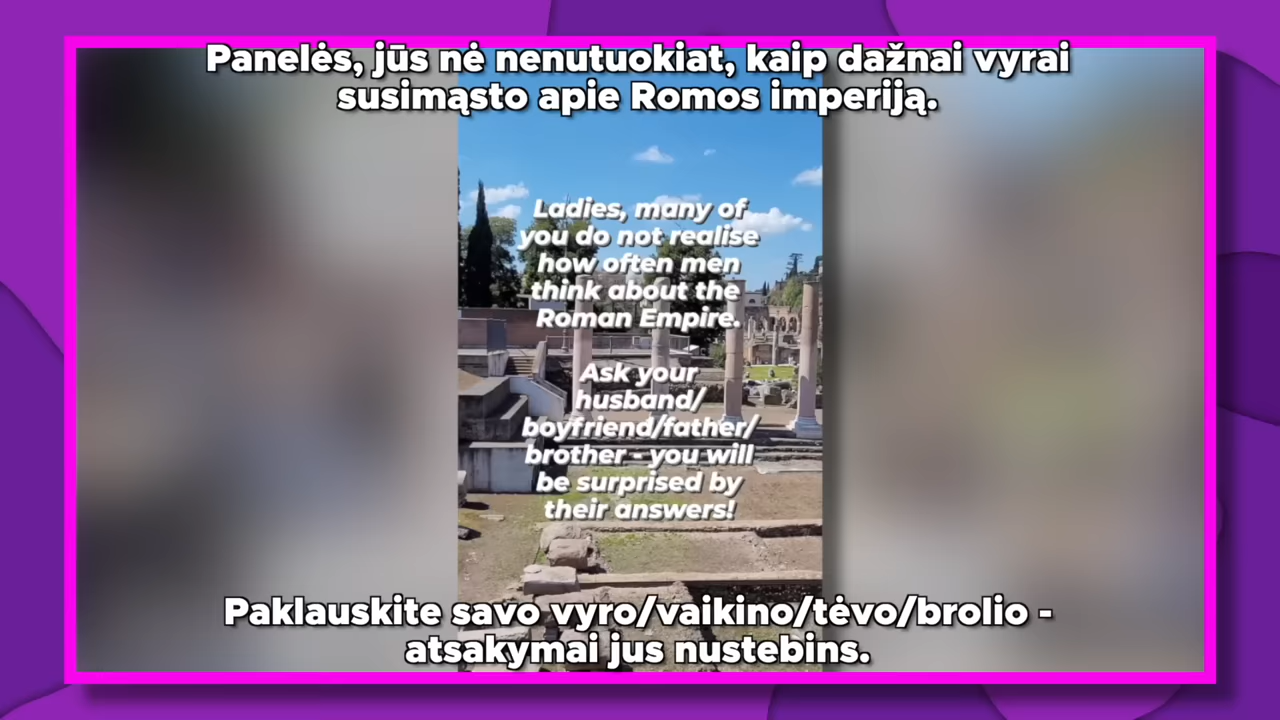 Panelės, jūs nė nenutuokiat, kaip dažnai vyrai
susimąsto apie Romos imperiją.
Ladies, many of
you do not realise
how often men
think about the
Roman Empire.
Ask your
husband/
boyfriend/father/
brother - you will
be surprised by
their answers!
Paklauskite savo vyro/vaikino/tėvo/brolio -
atsakymai jus nustebins.